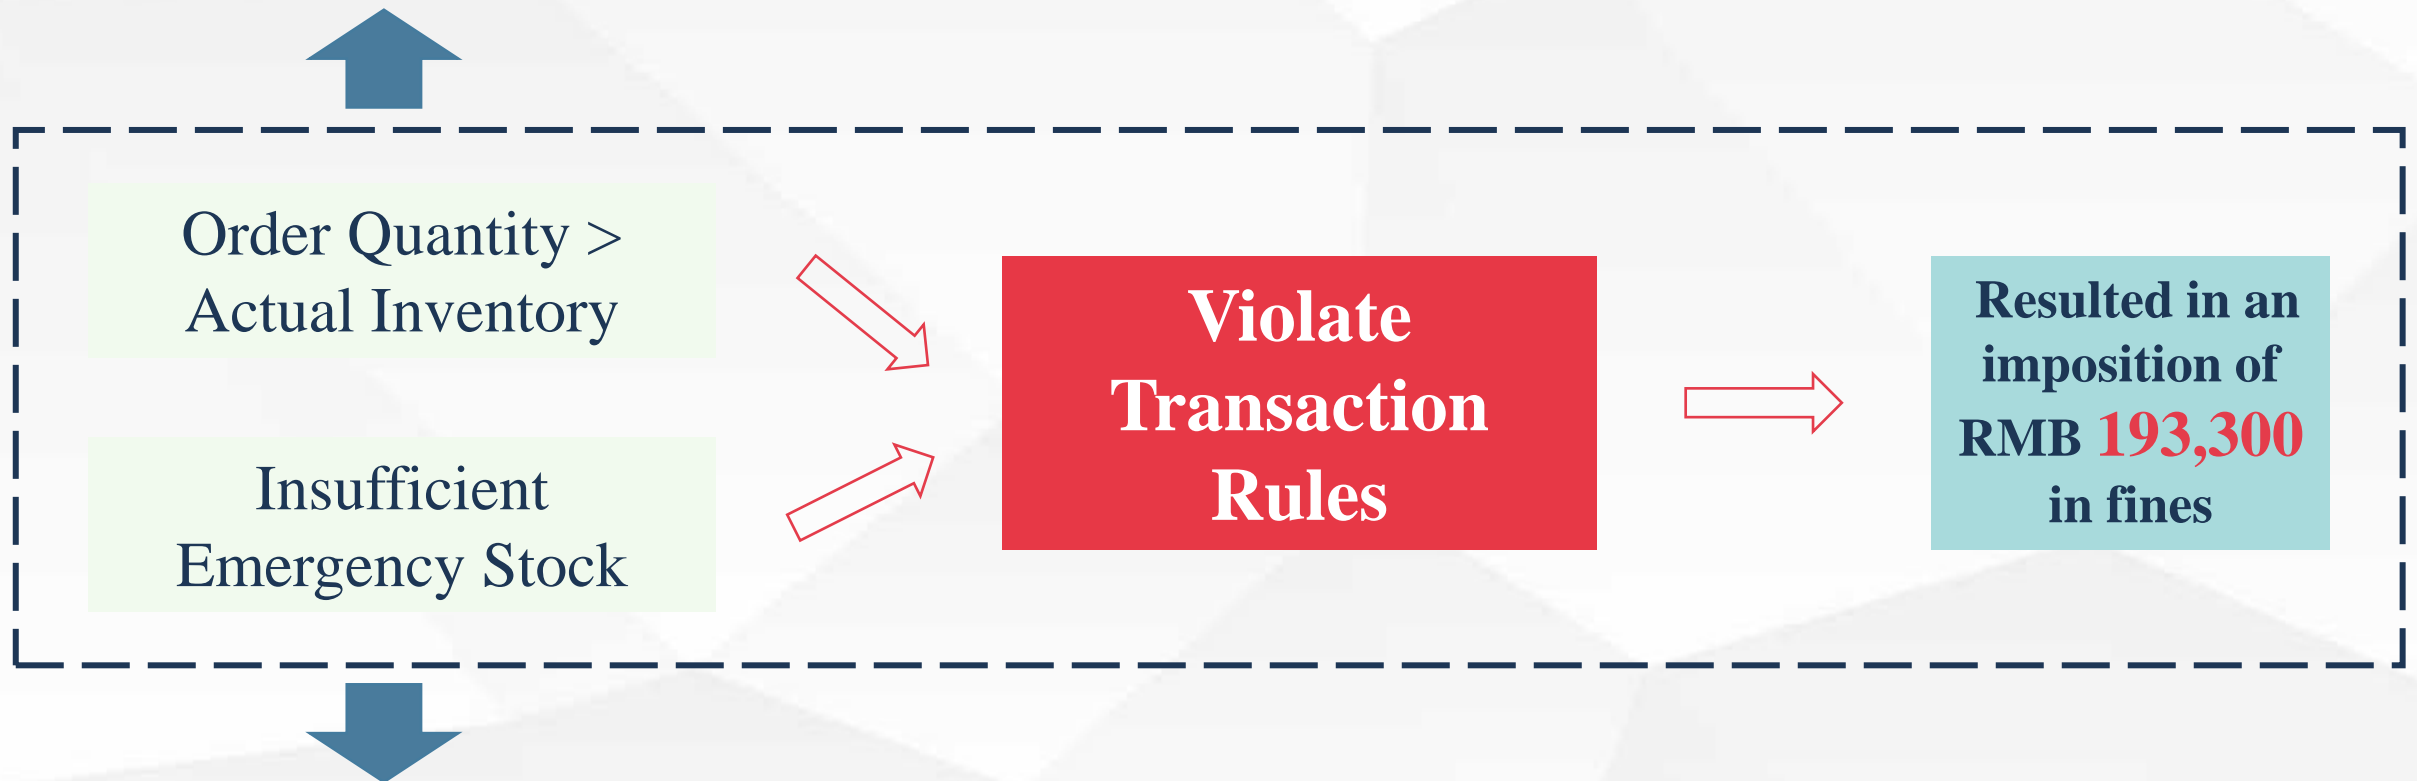 Order Quantity >
Actual Inventory
Insufficient
Emergency Stock
Violate
Transaction
Rules
Resulted in an
imposition of
RMB 193,300
in fines